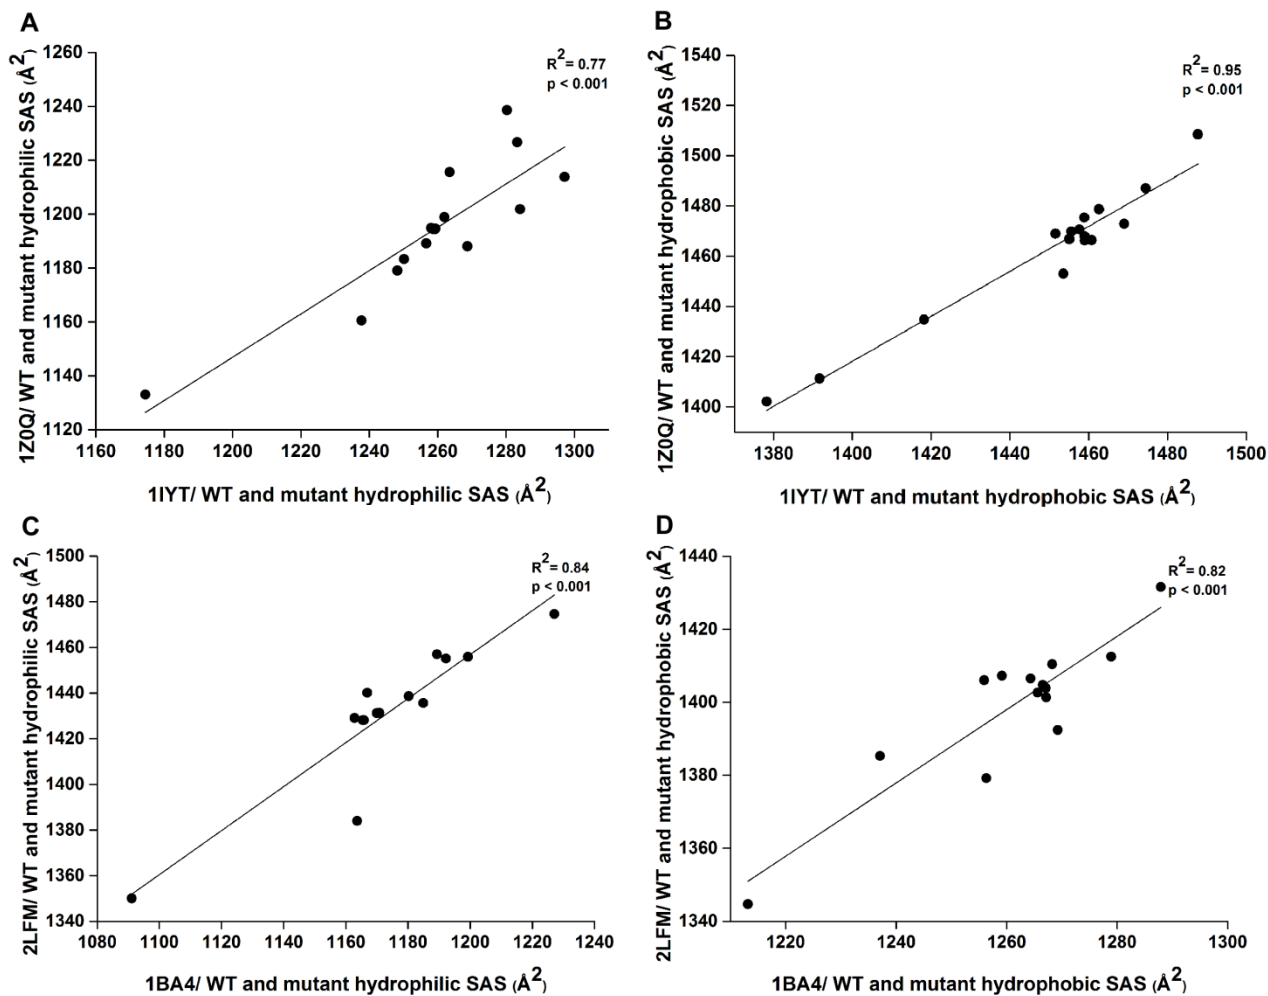 A
1Z0Q/ WT and mutant hydrophilic SAS (Å2)
1260
1240
1220
1200
1180
1160
1140
1120
R2= 0.77
p < 0.001
1160 1180 1200 1220 1240 1260 1280 1300
1IYT/ WT and mutant hydrophilic SAS (Å2)
B
1Z0Q/ WT and mutant hydrophobic SAS (Å2)
1540
1520
1500
1480
1460
1440
1420
1400
R2= 0.95
p < 0.001
1380 1400 1420 1440 1460 1480 1500
1IYT/ WT and mutant hydrophobic SAS (Å2)
C
2LFM/ WT and mutant hydrophilic SAS (Å2)
1500
1480
1460
1440
1420
1400
1380
1360
1340
R2= 0.84
p < 0.001
1080 1100 1120 1140 1160 1180 1200 1220 1240
1BA4/ WT and mutant hydrophilic SAS (Å2)
D
2LFM/ WT and mutant hydrophobic SAS (Å2)
1440
1420
1400
1380
1360
1340
R2= 0.82
p < 0.001
1220 1240 1260 1280 1300
1BA4/ WT and mutant hydrophobic SAS (Å2)